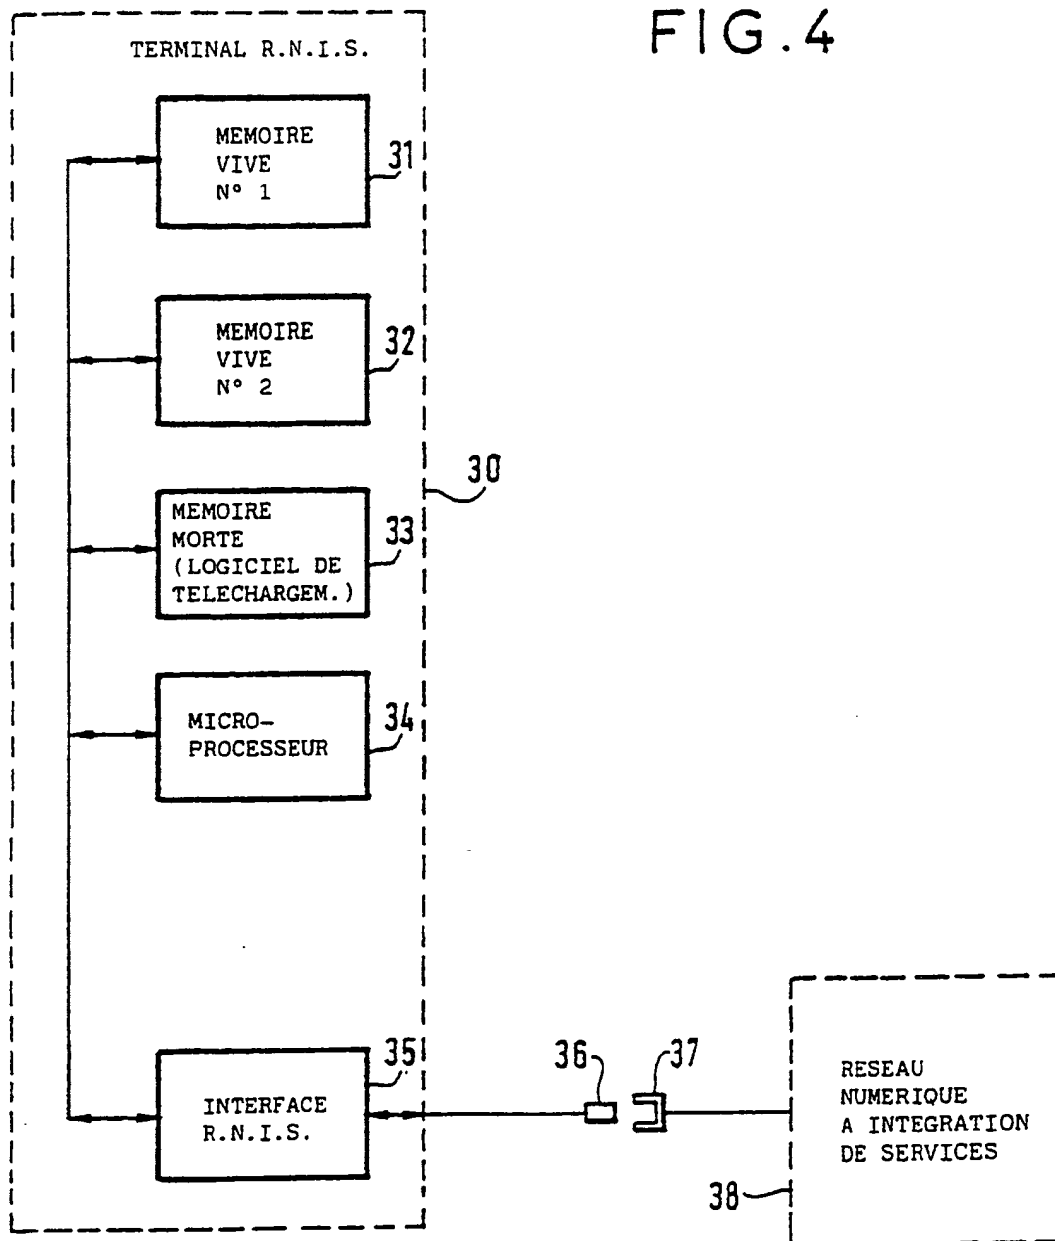 FIG.4
TERMINAL R.N.I.S.
MEMOIRE
VIVE
N° 1
31
MEMOIRE
VIVE
N° 2
32
30
MEMOIRE
MORTE
(LOGICIEL DE
TELECHARGEM.)
33
MICRO-
PROCESSEUR
34
INTERFACE
R.N.I.S.
35
36
37
RESEAU
NUMERIQUE
A INTEGRATION
DE SERVICES
38